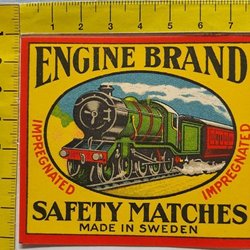 ENGINE BRAND
IMPREGNATED
IMPREGNATED
SAFETY MATCHES
MADE IN SWEDEN